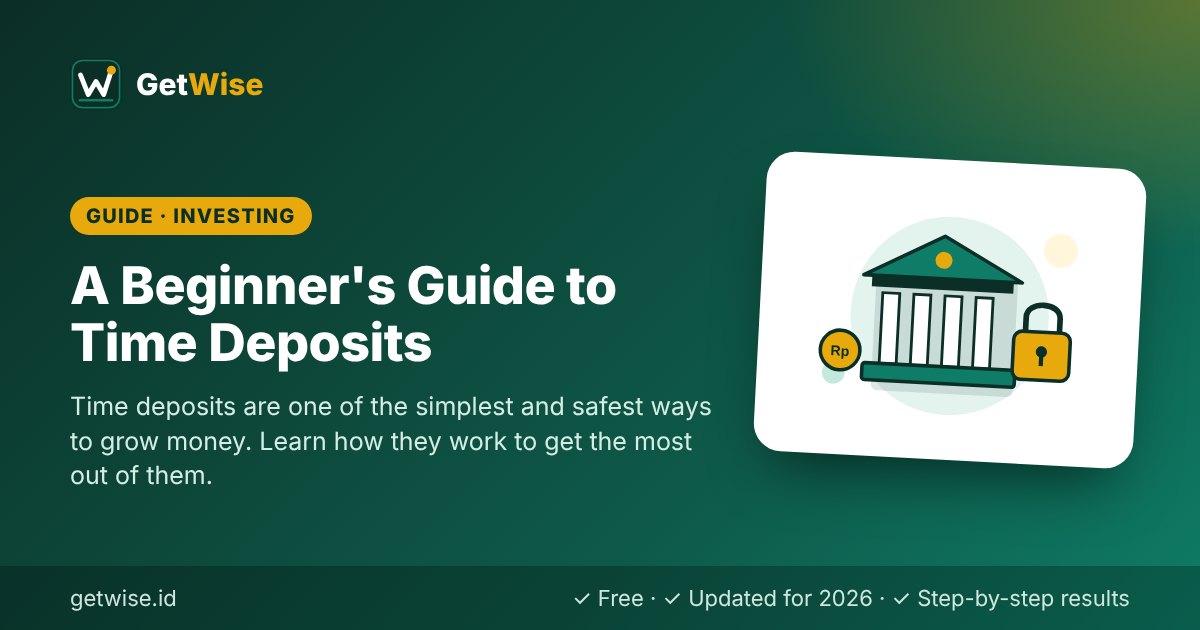 GetWise
GUIDE · INVESTING
A Beginner's Guide to
Time Deposits
Time deposits are one of the simplest and safest ways
to grow money. Learn how they work to get the most
out of them.
Rp
getwise.id
✓ Free · ✓ Updated for 2026 · ✓ Step-by-step results